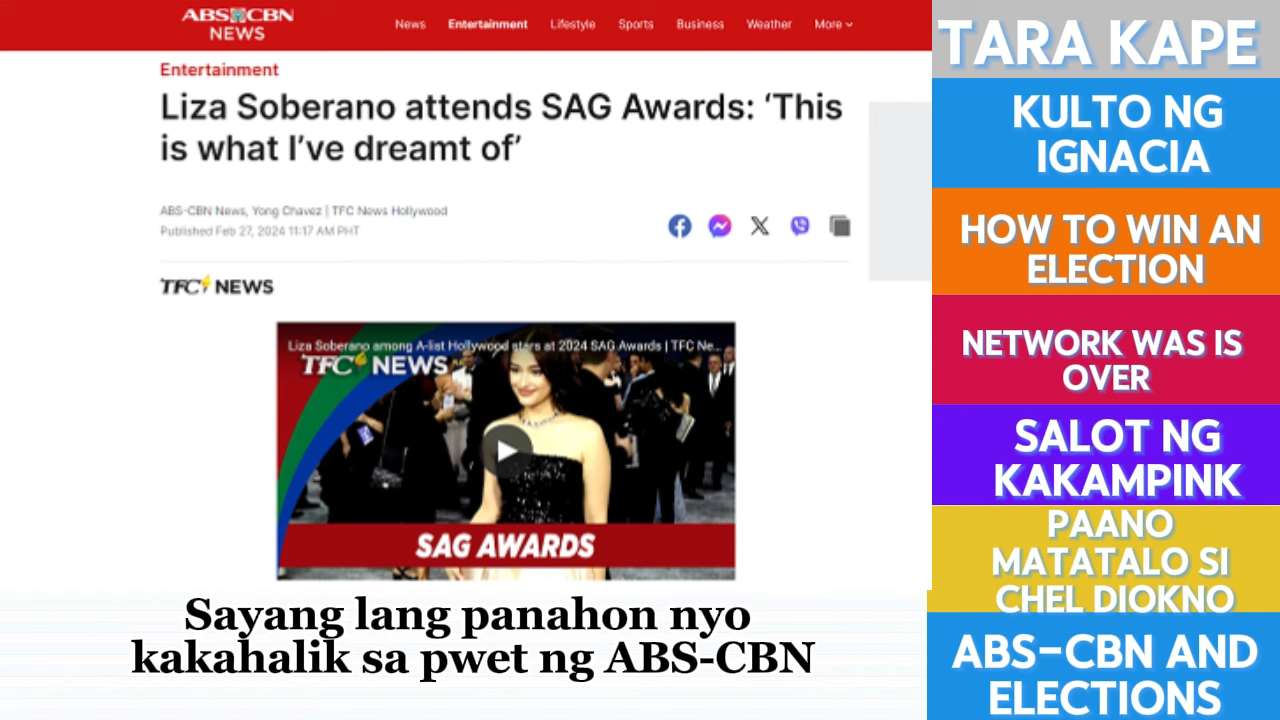 ABS-CBN
NEWS
News Entertainment Lifestyle Sports Business Weather More
Entertainment
Liza Soberano attends SAG Awards: ‘This
is what I’ve dreamt of’
ABS-CBN News, Yong Chavez | TFC News Hollywood
Published Feb 27, 2024 11:17 AM PHT
TFC NEWS
Liza Soberano among A-list Hollywood stars at 2024 SAG Awards | TFC Ne...
TFC NEWS
SAG AWARDS
Sayang lang panahon nyo
kakahalik sa pwet ng ABS-CBN
TARA KAPE
KULTO NG
IGNACIA
HOW TO WIN AN
ELECTION
NETWORK WAS IS
OVER
SALOT NG
KAKAMPINK
PAANO
MATATALO SI
CHEL DIOKNO
ABS-CBN AND
ELECTIONS